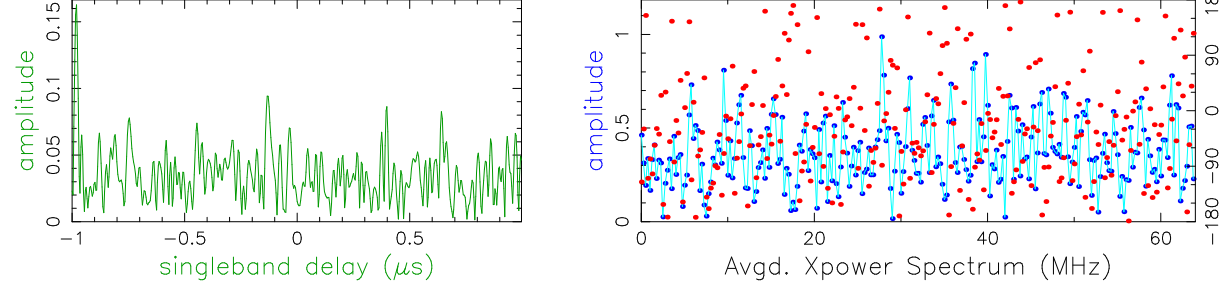 amplitude
0 0.05 0.1 0.15
−1 −0.5 0 0.5
singleband delay (μs)
amplitude
0 0.5 1
0 20 40 60
Avgd. Xpower Spectrum (MHz)
−180 −90 0 90